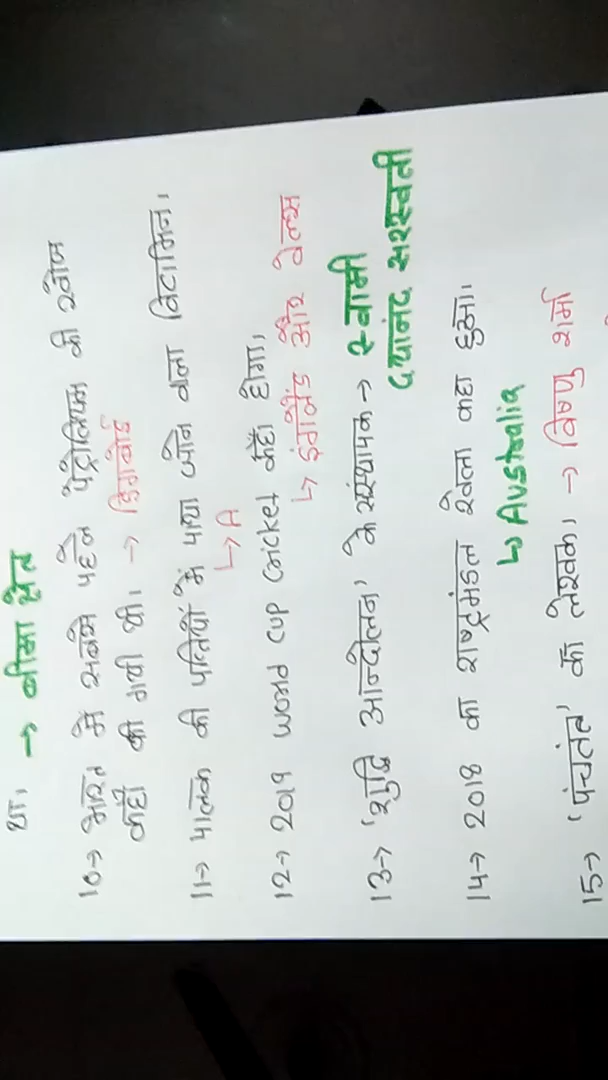 था। → बीमा क्षेत्र
10→ भारत में सबसे पहले पेट्रोलियम की खोज
कहाँ की गयी थी। → डिगबोई
11→ पालक की पत्तियों में पाया जाने वाला विटामिन।
↳ A
12→ 2019 World CUP Cricket कहाँ होगा।
↳ इंग्लैंड और वेल्स
13→ 'शुद्धि आन्दोलन' के संस्थापक → स्वामी
दयानंद सरस्वती
14→ 2018 का राष्ट्रमंडल खेला कहा हुआ।
↳ Australia
15→ 'पंचतंत्र' का लेखक। → विष्णु शर्मा